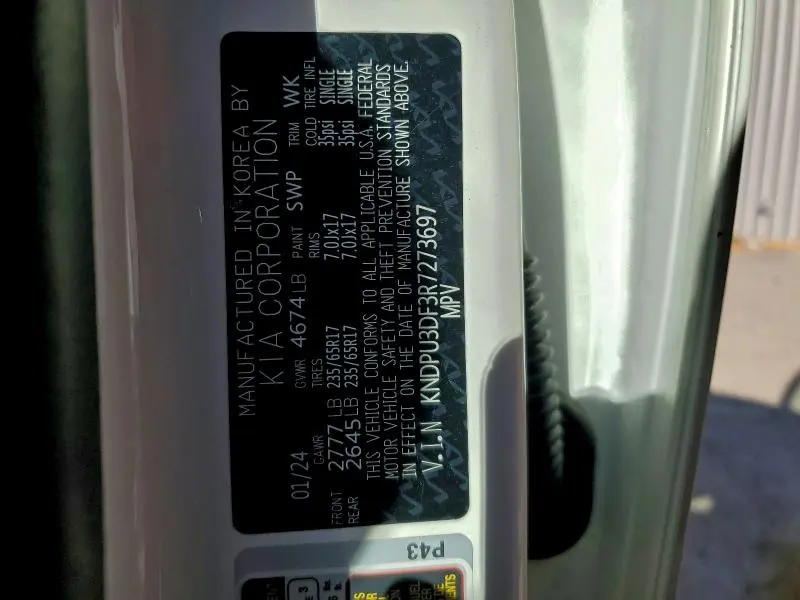 MANUFACTURED IN KOREA BY
KIA CORPORATION
01/24 GVWR 4674LB PAINT SWP TRIM WK
GAWR TIRES RIMS COLD TIRE INFL
FRONT 2777LB 235/65R17 7.0Jx17 35psi SINGLE
REAR 2645LB 235/65R17 7.0Jx17 35psi SINGLE
THIS VEHICLE CONFORMS TO ALL APPLICABLE U.S.A. FEDERAL
MOTOR VEHICLE SAFETY AND THEFT PREVENTION STANDARDS
IN EFFECT ON THE DATE OF MANUFACTURE SHOWN ABOVE.
V.I.N KNDPU3DF3R7273697
MPV
P43